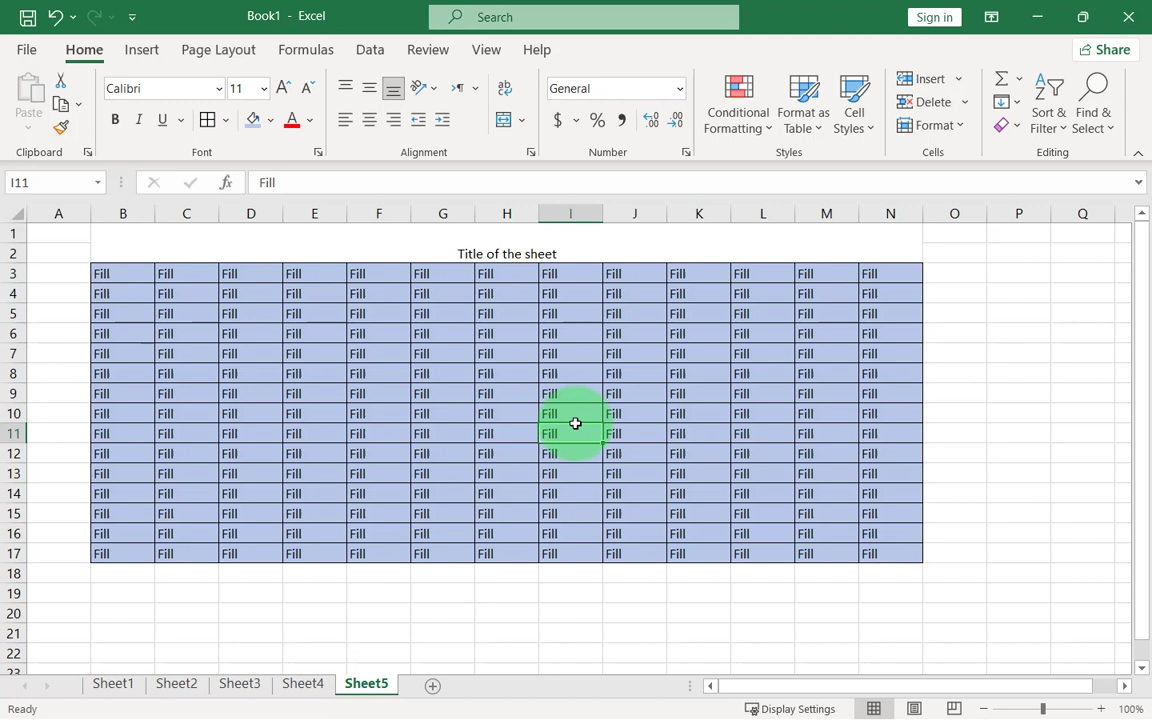 Book1 - Excel
Search
Sign in
File Home Insert Page Layout Formulas Data Review View Help
Share
Paste
Calibri 11
B I U A
ab
General
$ % ,
Conditional Formatting
Format as Table
Cell Styles
Insert
Delete
Format
Sort & Filter
Find & Select
Clipboard Font Alignment Number Styles Cells Editing
I11 fx Fill
A B C D E F G H I J K L M N O P Q
1
2 Title of the sheet
3 Fill Fill Fill Fill Fill Fill Fill Fill Fill Fill Fill Fill Fill
4 Fill Fill Fill Fill Fill Fill Fill Fill Fill Fill Fill Fill Fill
5 Fill Fill Fill Fill Fill Fill Fill Fill Fill Fill Fill Fill Fill
6 Fill Fill Fill Fill Fill Fill Fill Fill Fill Fill Fill Fill Fill
7 Fill Fill Fill Fill Fill Fill Fill Fill Fill Fill Fill Fill Fill
8 Fill Fill Fill Fill Fill Fill Fill Fill Fill Fill Fill Fill Fill
9 Fill Fill Fill Fill Fill Fill Fill Fill Fill Fill Fill Fill Fill
10 Fill Fill Fill Fill Fill Fill Fill Fill Fill Fill Fill Fill Fill
11 Fill Fill Fill Fill Fill Fill Fill Fill Fill Fill Fill Fill Fill
12 Fill Fill Fill Fill Fill Fill Fill Fill Fill Fill Fill Fill Fill
13 Fill Fill Fill Fill Fill Fill Fill Fill Fill Fill Fill Fill Fill
14 Fill Fill Fill Fill Fill Fill Fill Fill Fill Fill Fill Fill Fill
15 Fill Fill Fill Fill Fill Fill Fill Fill Fill Fill Fill Fill Fill
16 Fill Fill Fill Fill Fill Fill Fill Fill Fill Fill Fill Fill Fill
17 Fill Fill Fill Fill Fill Fill Fill Fill Fill Fill Fill Fill Fill
18
19
20
21
22
23
Sheet1 Sheet2 Sheet3 Sheet4 Sheet5
Ready Display Settings 100%